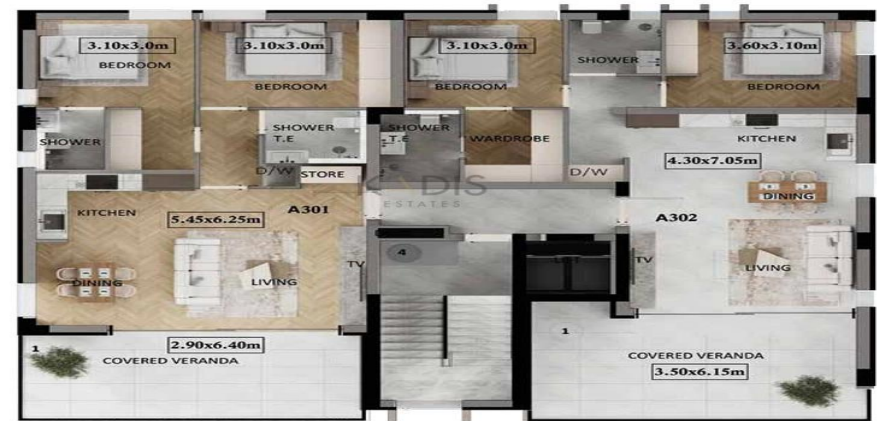 3.10x3.0m
BEDROOM
3.10x3.0m
BEDROOM
3.10x3.0m
BEDROOM
SHOWER
3.60x3.10m
BEDROOM
SHOWER
SHOWER
T.E
SHOWER
T.E
WARDROBE
KITCHEN
4.30x7.05m
D/W
STORE
D/W
KADIS
ESTATES
DINING
KITCHEN
5.45x6.25m
A301
A302
4
TV
LIVING
DINING
TV
LIVING
1
2.90x6.40m
COVERED VERANDA
1
COVERED VERANDA
3.50x6.15m